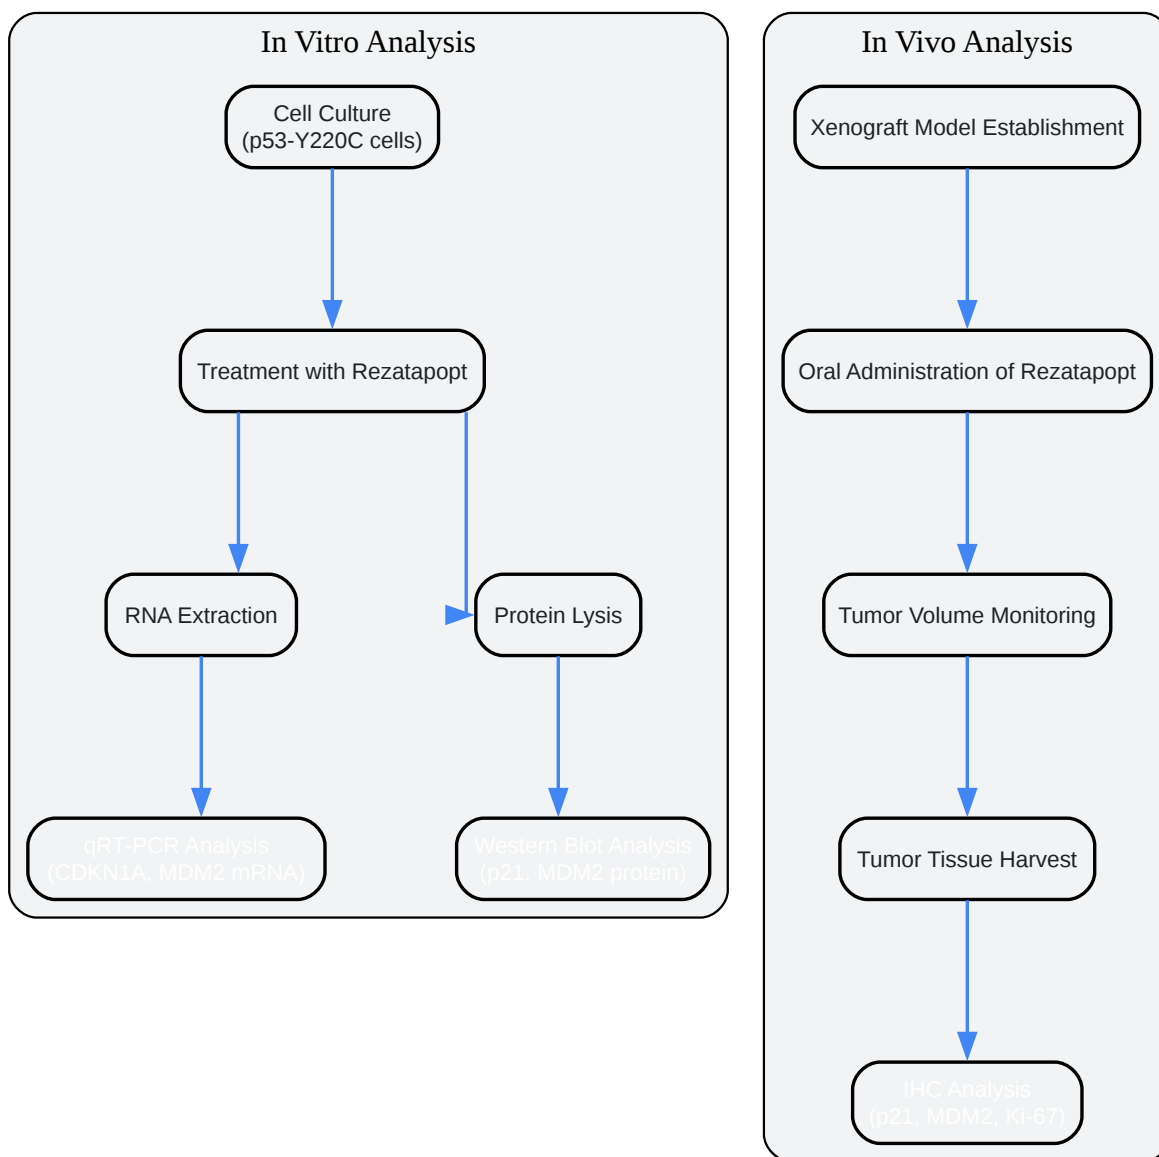 In Vitro Analysis
Cell Culture
(p53-Y220C cells)
Treatment with Rezatapopt
RNA Extraction
Protein Lysis
qRT-PCR Analysis
(CDKN1A, MDM2 mRNA)
Western Blot Analysis
(p21, MDM2 protein)
In Vivo Analysis
Xenograft Model Establishment
Oral Administration of Rezatapopt
Tumor Volume Monitoring
Tumor Tissue Harvest
IHC Analysis
(p21, MDM2, Ki-67)